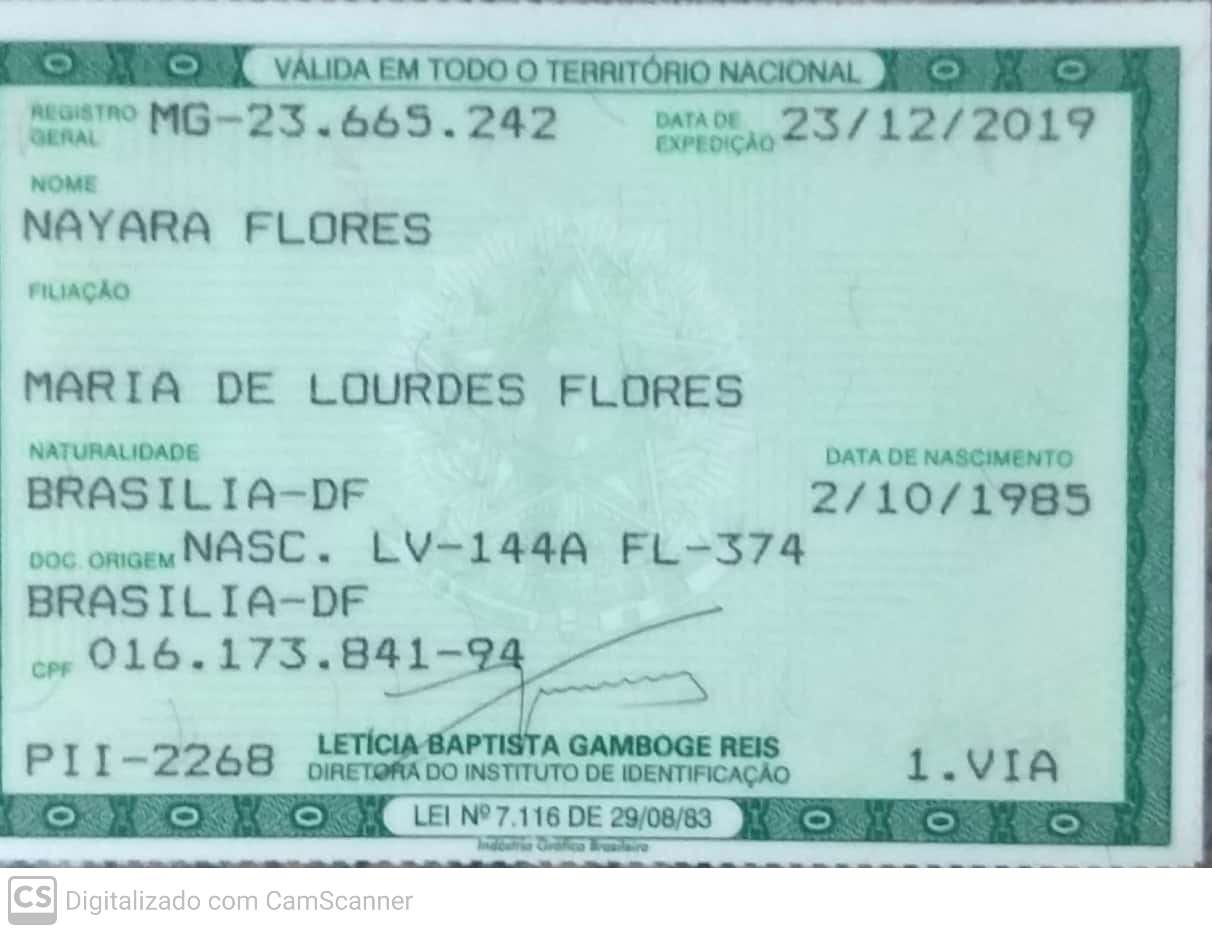 VÁLIDA EM TODO O TERRITÓRIO NACIONAL
REGISTRO GERAL MG-23.665.242 DATA DE EXPEDIÇÃO 23/12/2019
NOME
NAYARA FLORES
FILIAÇÃO
MARIA DE LOURDES FLORES
NATURALIDADE DATA DE NASCIMENTO
BRASILIA-DF 2/10/1985
DOC. ORIGEM NASC. LV-144A FL-374
BRASILIA-DF
CPF 016.173.841-94
PII-2268 LETÍCIA BAPTISTA GAMBOGE REIS 1.VIA
DIRETORA DO INSTITUTO DE IDENTIFICAÇÃO
LEI Nº 7.116 DE 29/08/83
Indústria Gráfica Brasileira
CS Digitalizado com CamScanner